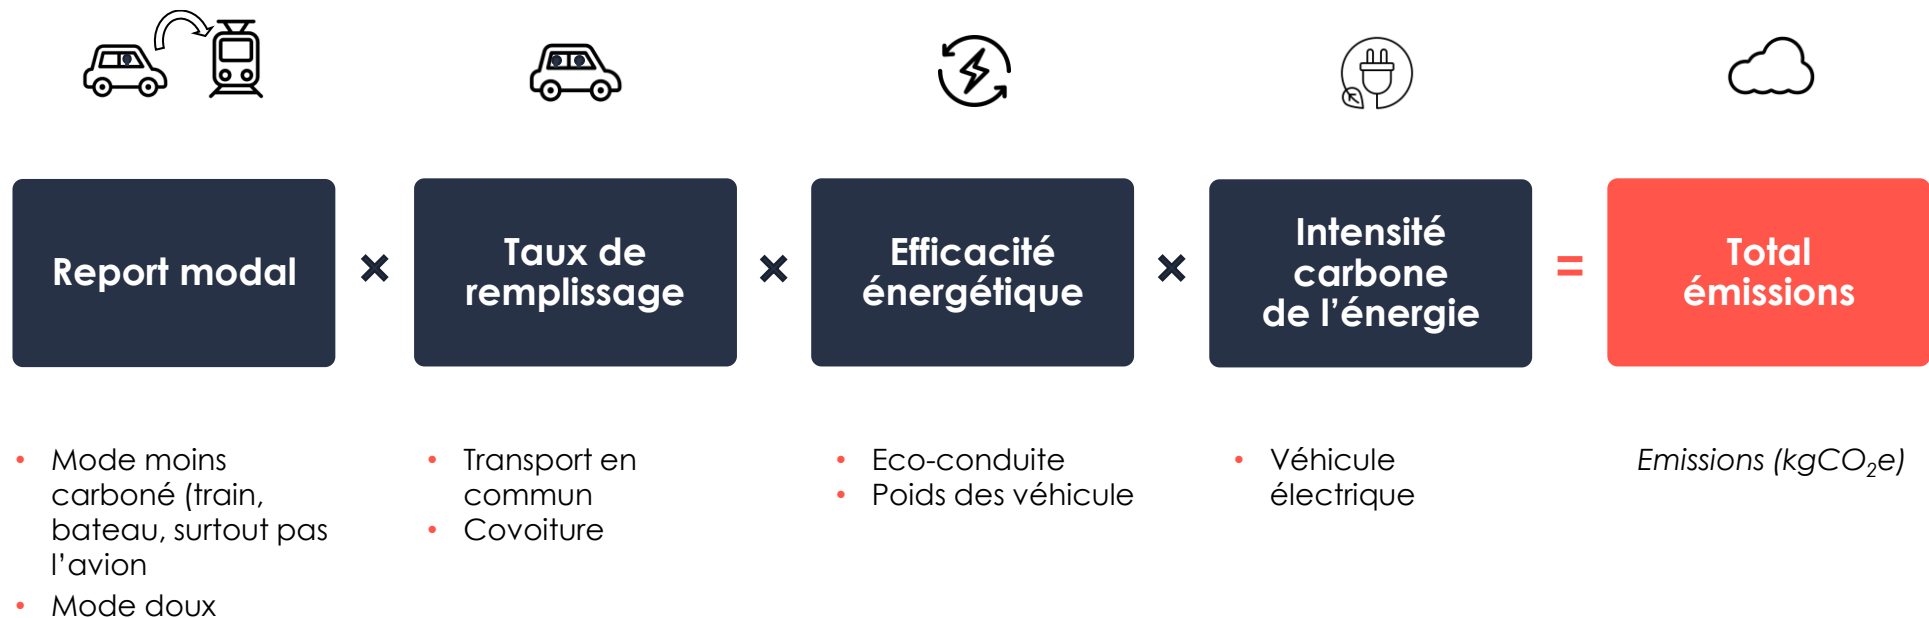 Report modal
×
Taux de
remplissage
×
Efficacité
énergétique
×
Intensité
carbone
de l'énergie
=
Total
émissions
• Mode moins
carboné (train,
bateau, surtout pas
l'avion
• Mode doux
• Transport en
commun
• Covoiture
• Eco-conduite
• Poids des véhicule
• Véhicule
électrique
Emissions (kgCO₂e)